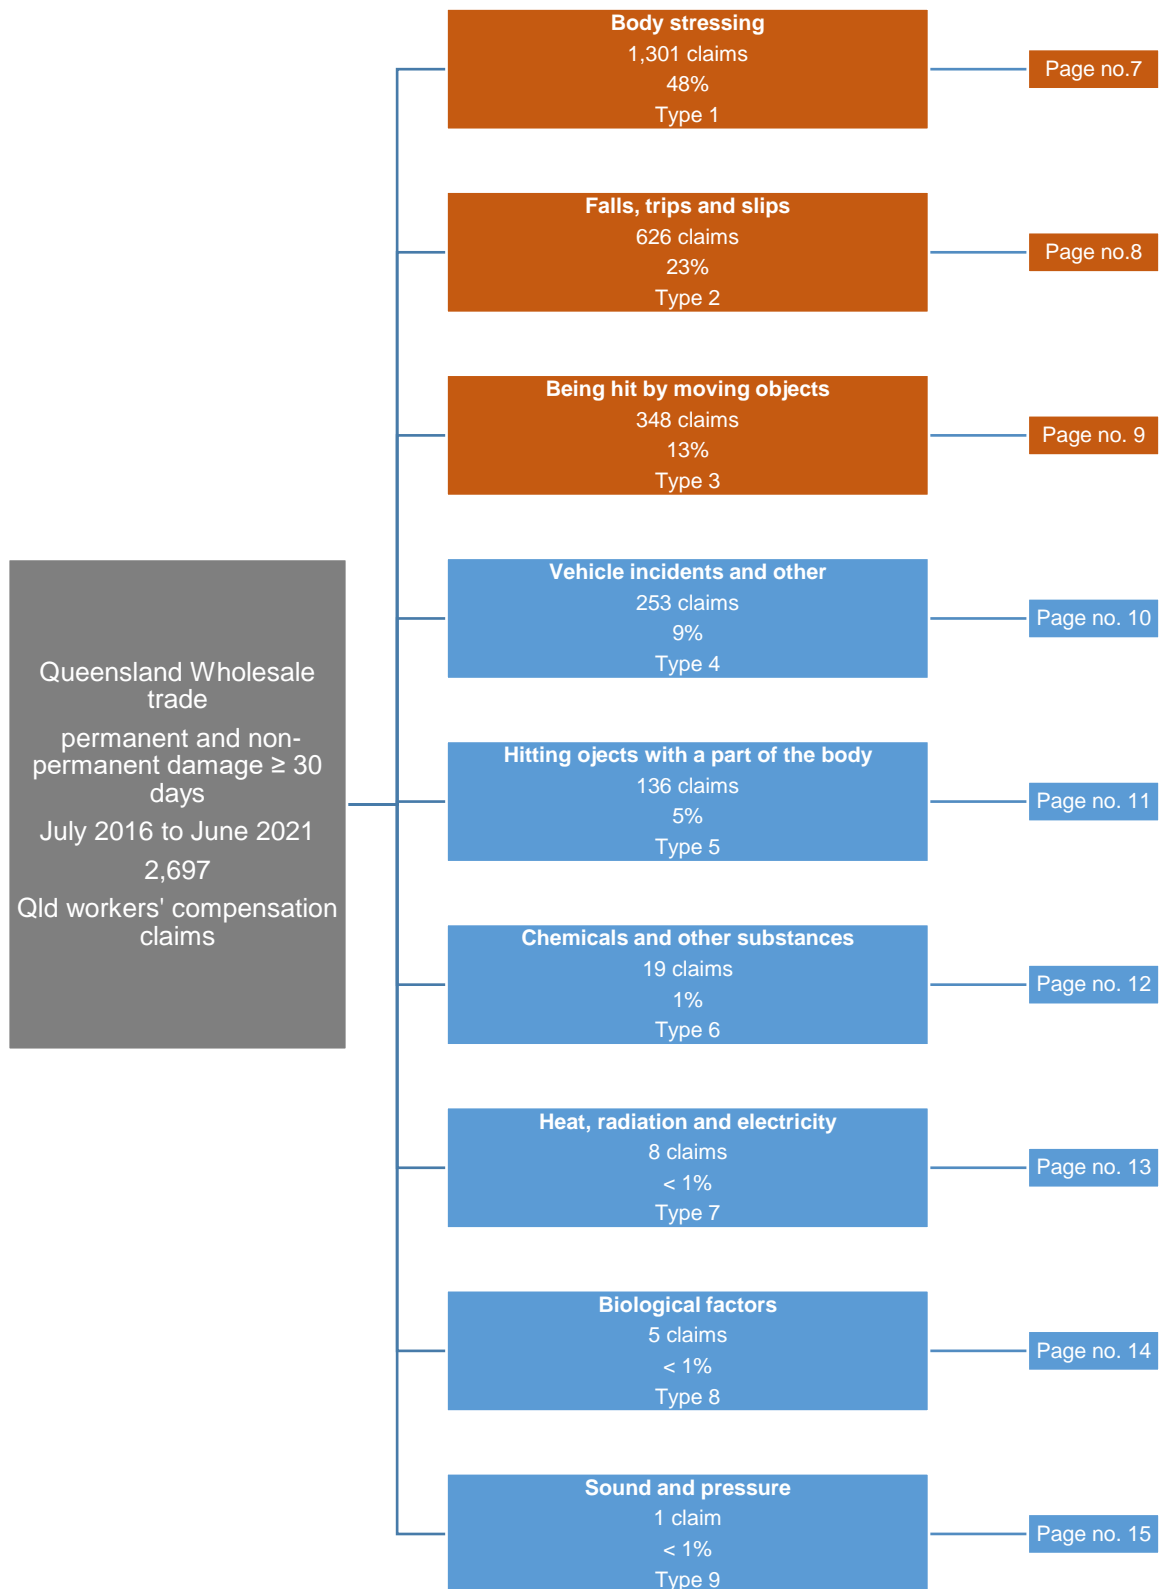 Body stressing
1,301 claims
48%
Type 1
Page no.7
Falls, trips and slips
626 claims
23%
Type 2
Page no.8
Being hit by moving objects
348 claims
13%
Type 3
Page no. 9
Vehicle incidents and other
253 claims
9%
Type 4
Page no. 10
Queensland Wholesale
trade
permanent and non-
permanent damage ≥ 30
days
July 2016 to June 2021
2,697
Qld workers' compensation
claims
Hitting ojects with a part of the body
136 claims
5%
Type 5
Page no. 11
Chemicals and other substances
19 claims
1%
Type 6
Page no. 12
Heat, radiation and electricity
8 claims
< 1%
Type 7
Page no. 13
Biological factors
5 claims
< 1%
Type 8
Page no. 14
Sound and pressure
1 claim
< 1%
Type 9
Page no. 15